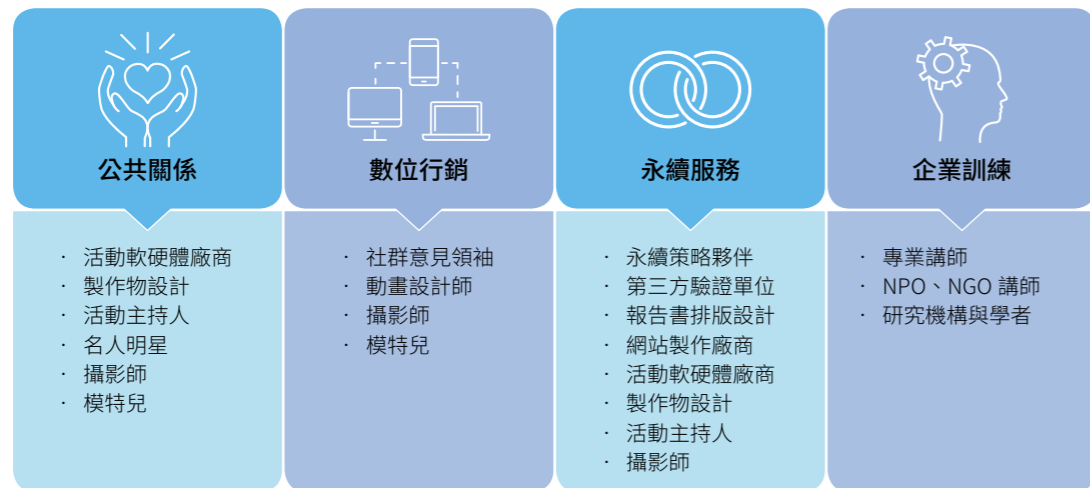 公共關係
· 活動軟硬體廠商
· 製作物設計
· 活動主持人
· 名人明星
· 攝影師
· 模特兒
數位行銷
· 社群意見領袖
· 動畫設計師
· 攝影師
· 模特兒
永續服務
· 永續策略夥伴
· 第三方驗證單位
· 報告書排版設計
· 網站製作廠商
· 活動軟硬體廠商
· 製作物設計
· 活動主持人
· 攝影師
企業訓練
· 專業講師
· NPO、NGO 講師
· 研究機構與學者